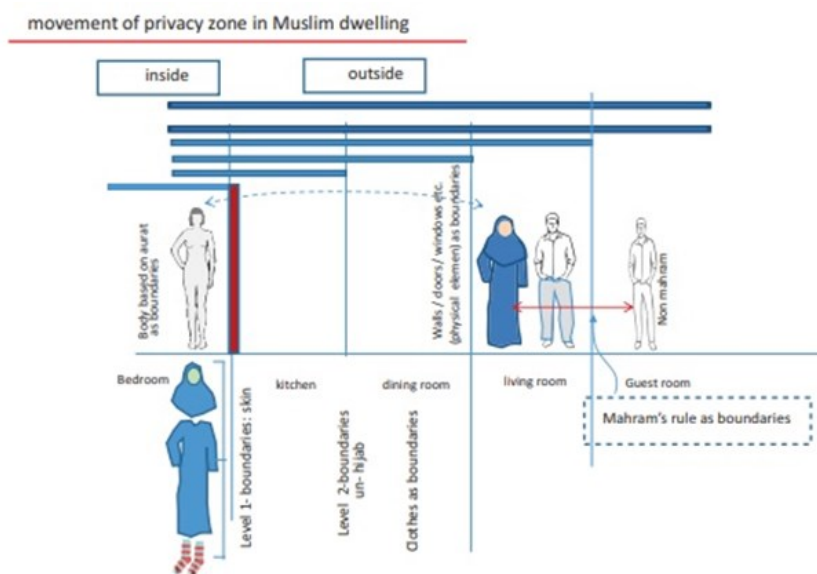 movement of privacy zone in Muslim dwelling
inside
outside
Body based on aurat
as boundaries
Walls / doors / windows etc.
(physical elemen) as boundaries
Non mahram
Bedroom
kitchen
dining room
living room
Guest room
Mahram's rule as boundaries
Level 1- boundaries: skin
Level 2-boundaries
un- hijab
Clothes as boundaries